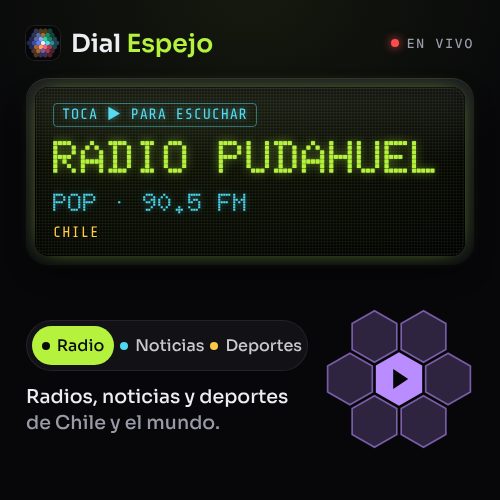 Dial Espejo
EN VIVO
TOCA ▶ PARA ESCUCHAR
RADIO PUDAHUEL
POP · 90.5 FM
CHILE
Radio
Noticias
Deportes
Radios, noticias y deportes
de Chile y el mundo.